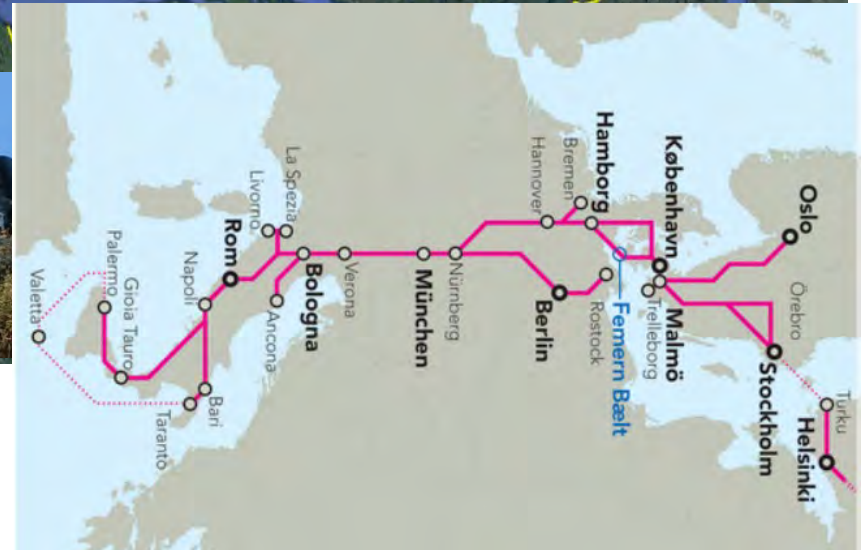 Oslo
Örebro
Stockholm
Turku
Helsinki
København
Malmö
Trelleborg
Femern Bælt
Hamborg
Bremen
Hannover
Rostock
Berlin
Nürnberg
München
Verona
Bologna
La Spezia
Livorno
Ancona
Rom
Napoli
Bari
Taranto
Gioia Tauro
Palermo
Valetta